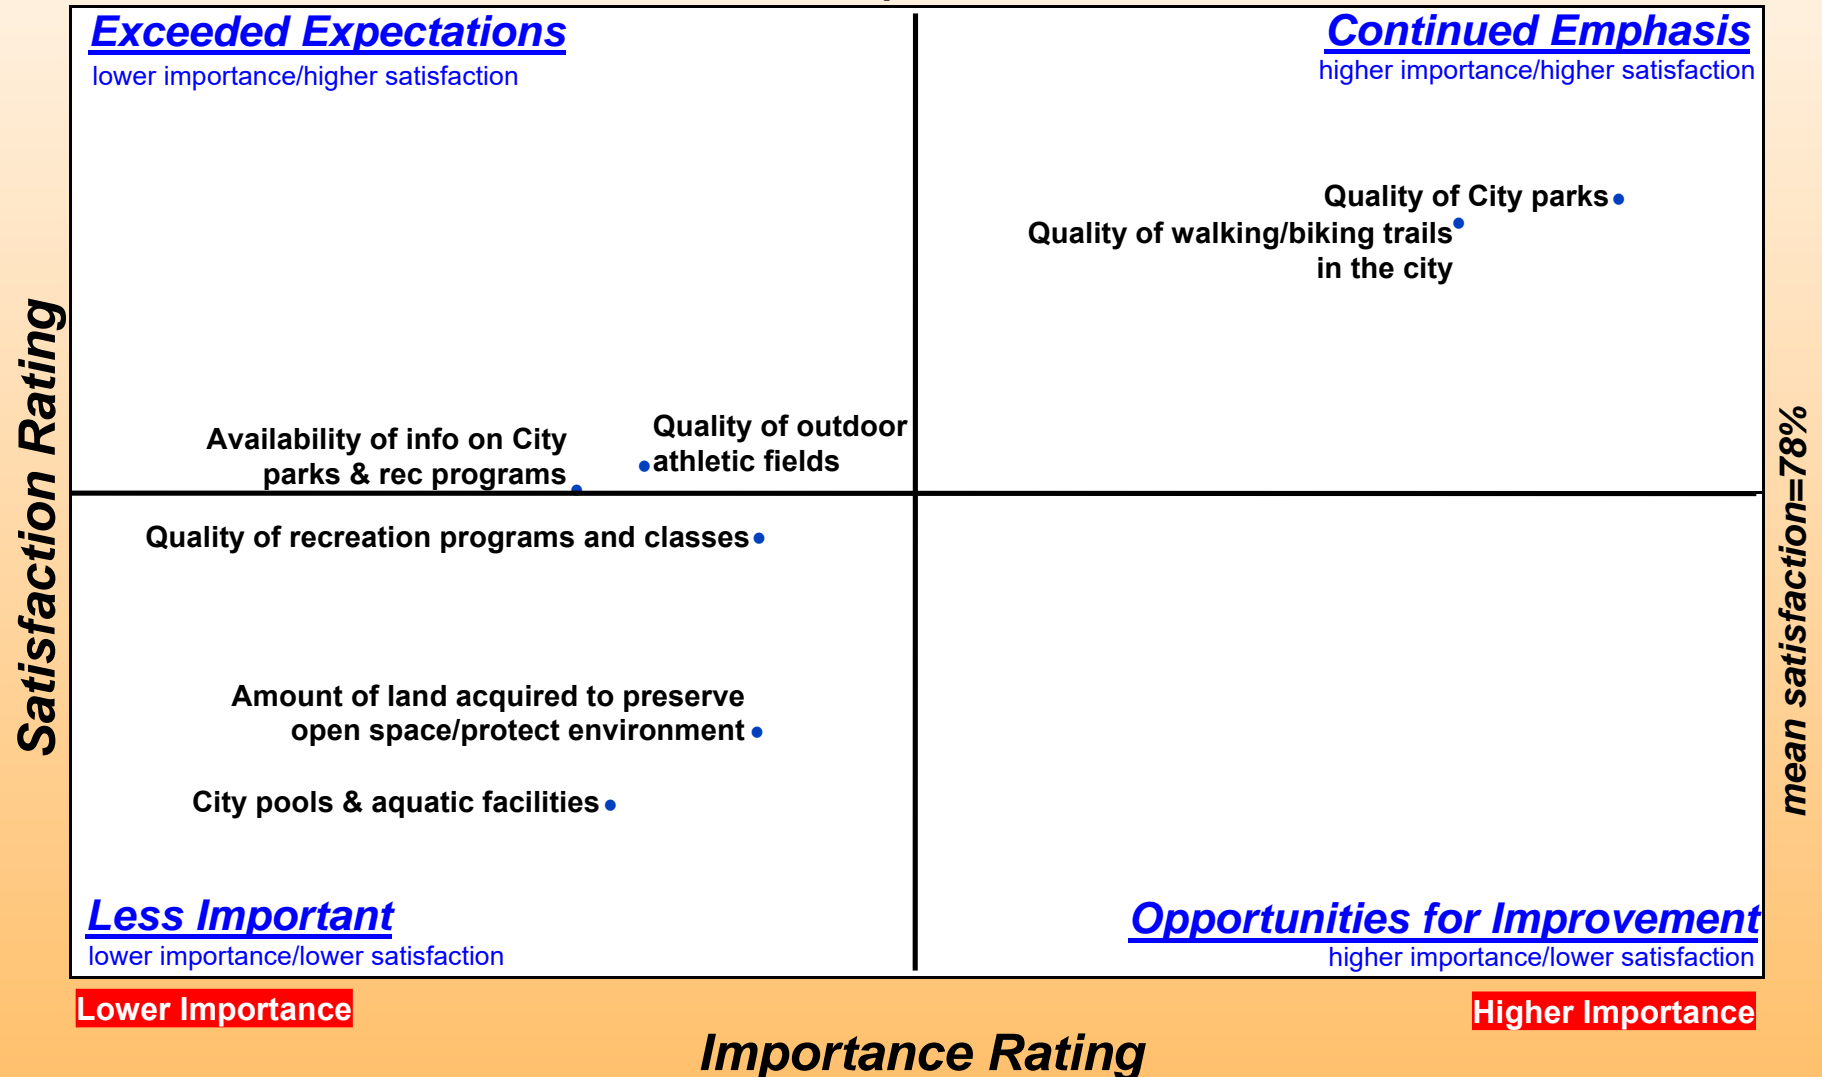 Exceeded Expectations
lower importance/higher satisfaction
Continued Emphasis
higher importance/higher satisfaction
Quality of City parks
Quality of walking/biking trails
in the city
Availability of info on City
parks & rec programs
Quality of outdoor
athletic fields
Quality of recreation programs and classes
Amount of land acquired to preserve
open space/protect environment
City pools & aquatic facilities
Less Important
lower importance/lower satisfaction
Opportunities for Improvement
higher importance/lower satisfaction
Satisfaction Rating
mean satisfaction=78%
Lower Importance
Higher Importance
Importance Rating